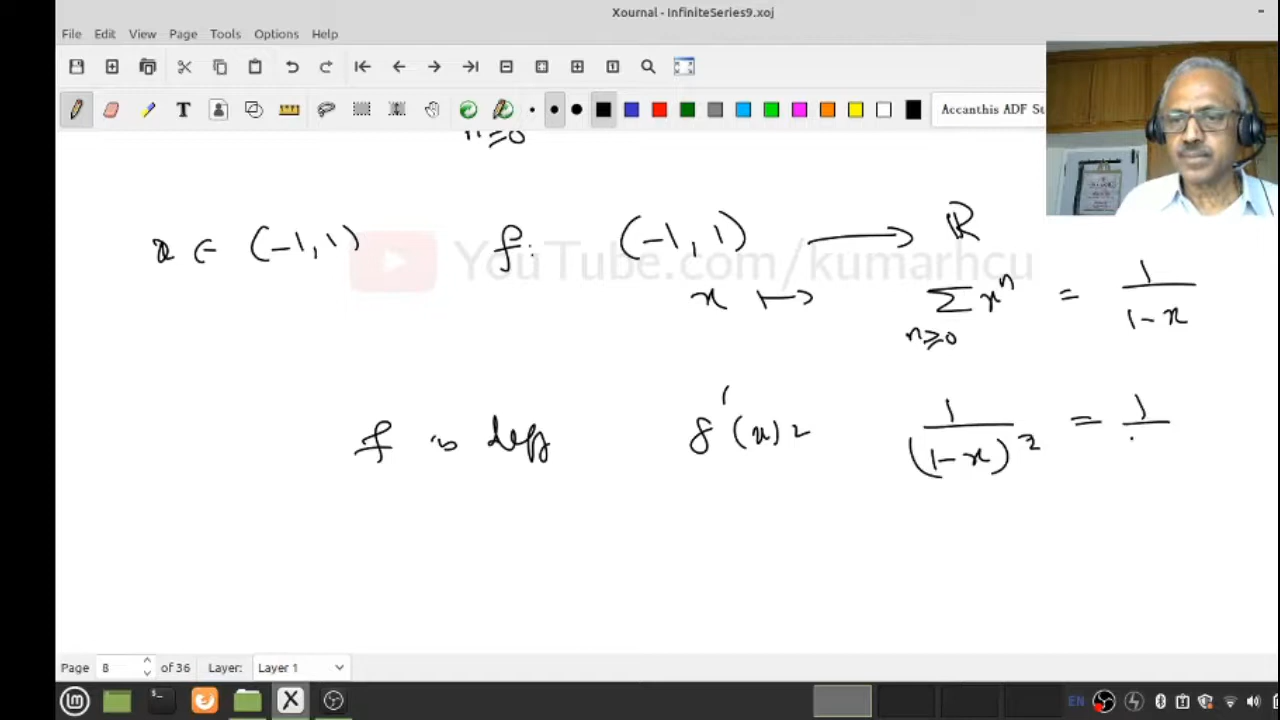 Xournal - InfiniteSeries9.xoj
File Edit View Page Tools Options Help
Accanthis ADF St
n≥0
x ∈ (-1, 1) f: (-1, 1) ⟶ ℝ
YouTube.com/kumarhcu
x ⟼ Σ xⁿ = 1/(1-x)
n≥0
f is diff f'(x) = 1/(1-x)² = 1/
Page 8 of 36 Layer: Layer 1
EN